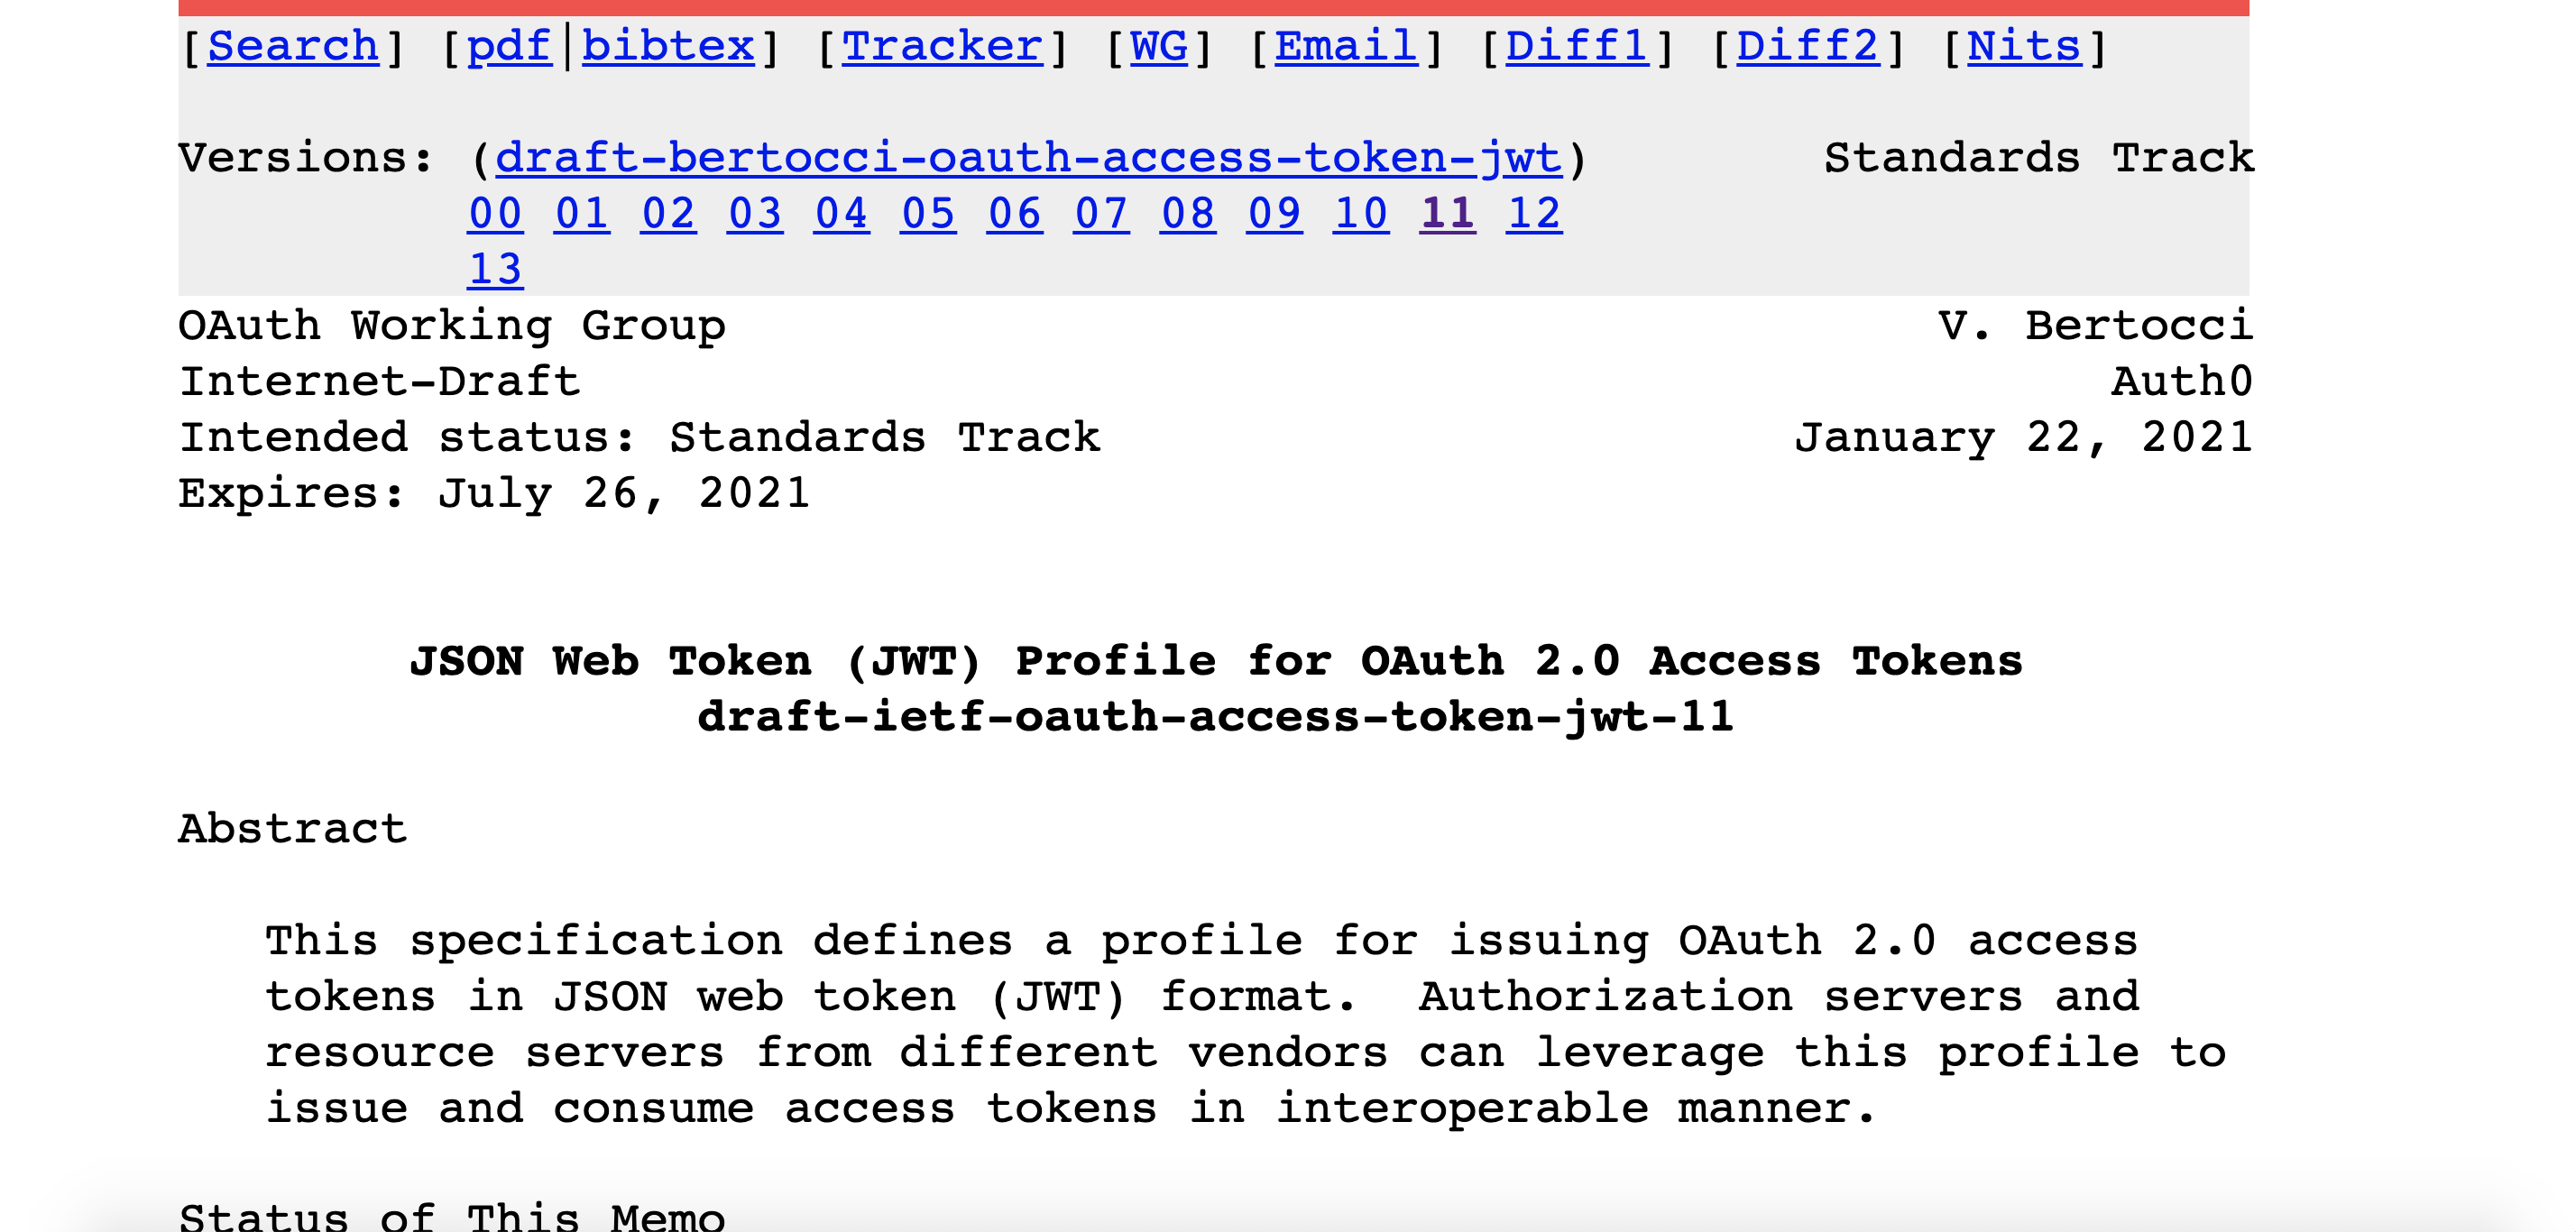 [Search] [pdf|bibtex] [Tracker] [WG] [Email] [Diff1] [Diff2] [Nits]
Versions: (draft-bertocci-oauth-access-token-jwt) Standards Track
00 01 02 03 04 05 06 07 08 09 10 11 12
13
OAuth Working Group V. Bertocci
Internet-Draft Auth0
Intended status: Standards Track January 22, 2021
Expires: July 26, 2021
JSON Web Token (JWT) Profile for OAuth 2.0 Access Tokens
draft-ietf-oauth-access-token-jwt-11
Abstract
This specification defines a profile for issuing OAuth 2.0 access
tokens in JSON web token (JWT) format. Authorization servers and
resource servers from different vendors can leverage this profile to
issue and consume access tokens in interoperable manner.
Status of This Memo